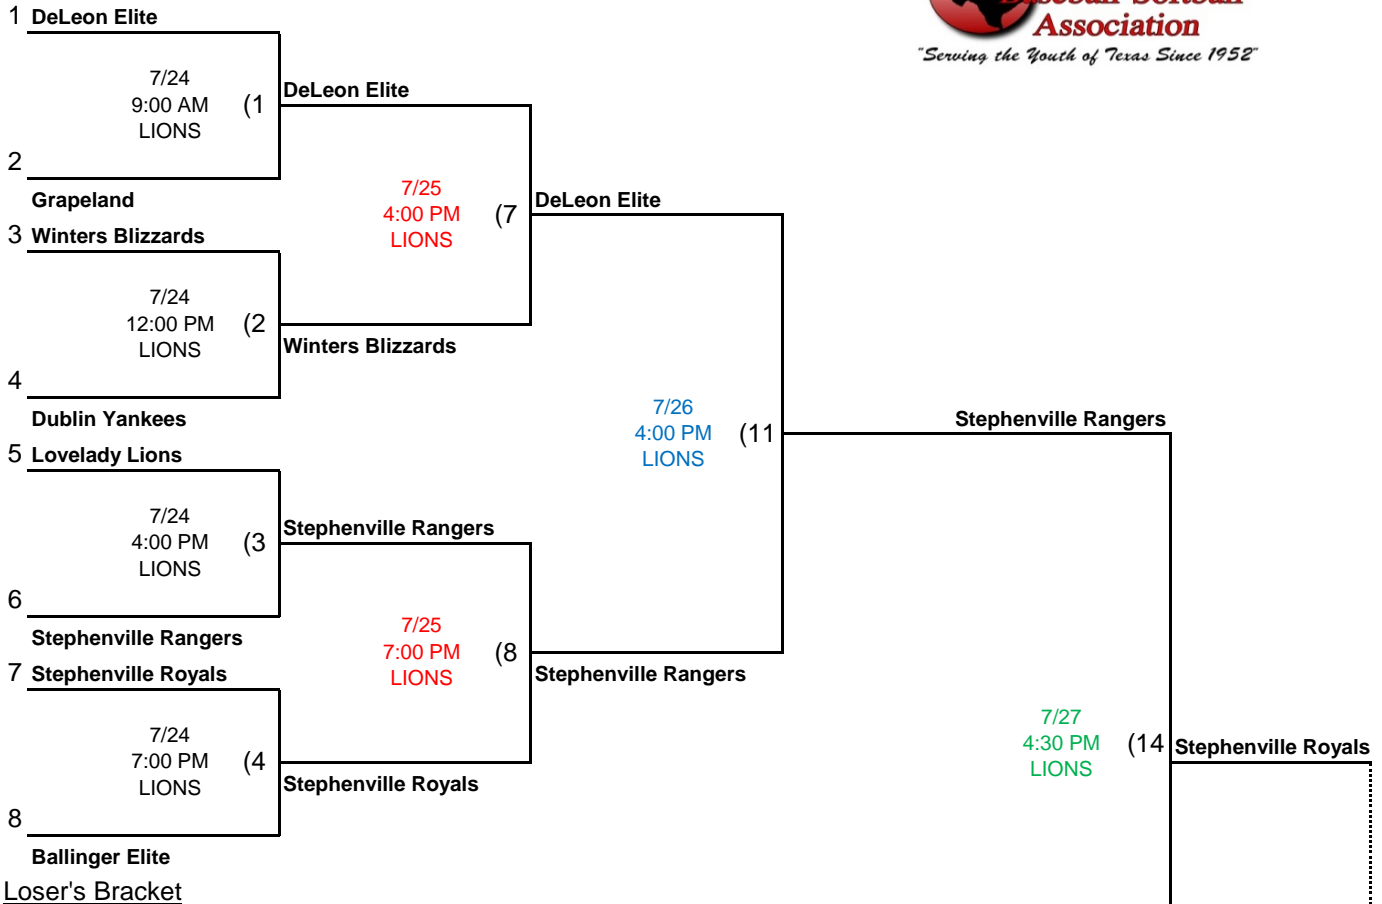 Association
"Serving the Youth of Texas Since 1952"
1 DeLeon Elite
7/24
9:00 AM (1
LIONS
DeLeon Elite
2
Grapeland
7/25
4:00 PM (7
LIONS
DeLeon Elite
3 Winters Blizzards
7/24
12:00 PM (2
LIONS
Winters Blizzards
4
Dublin Yankees
7/26
4:00 PM (11
LIONS
Stephenville Rangers
5 Lovelady Lions
7/24
4:00 PM (3
LIONS
Stephenville Rangers
6
Stephenville Rangers
7/25
7:00 PM (8
LIONS
Stephenville Rangers
7 Stephenville Royals
7/24
7:00 PM (4
LIONS
Stephenville Royals
7/27
4:30 PM (14
LIONS
Stephenville Royals
8
Ballinger Elite
Loser's Bracket